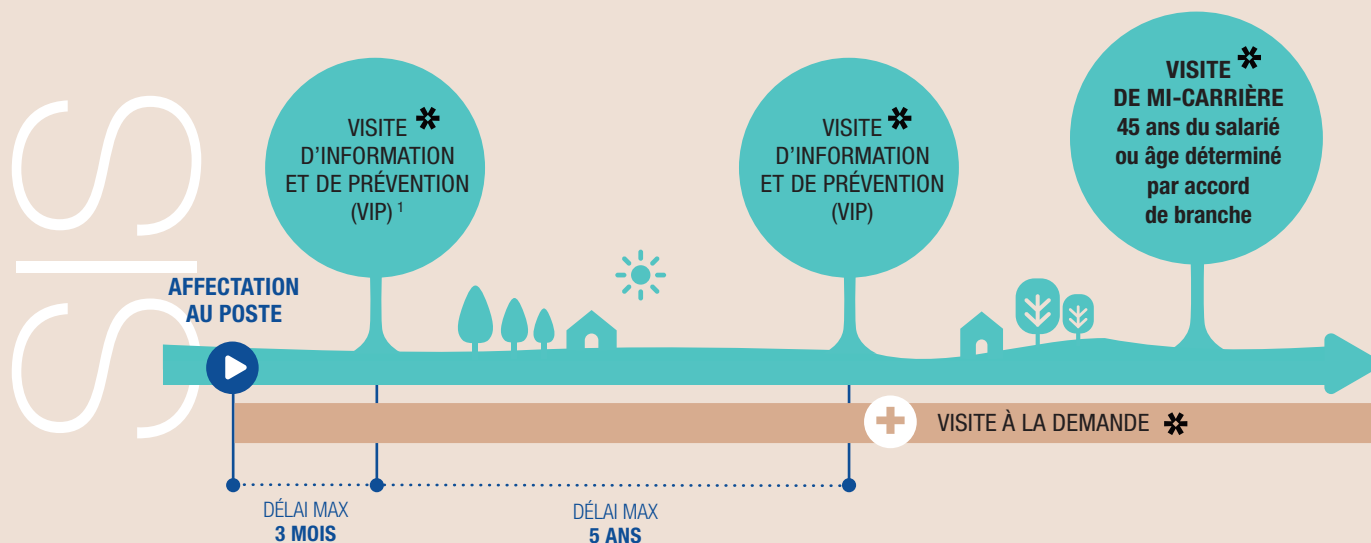 SIS
VISITE *
D'INFORMATION
ET DE PRÉVENTION
(VIP) 1
VISITE *
D'INFORMATION
ET DE PRÉVENTION
(VIP)
VISITE *
DE MI-CARRIÈRE
45 ans du salarié
ou âge déterminé
par accord
de branche
AFFECTATION
AU POSTE
VISITE À LA DEMANDE *
DÉLAI MAX
3 MOIS
DÉLAI MAX
5 ANS